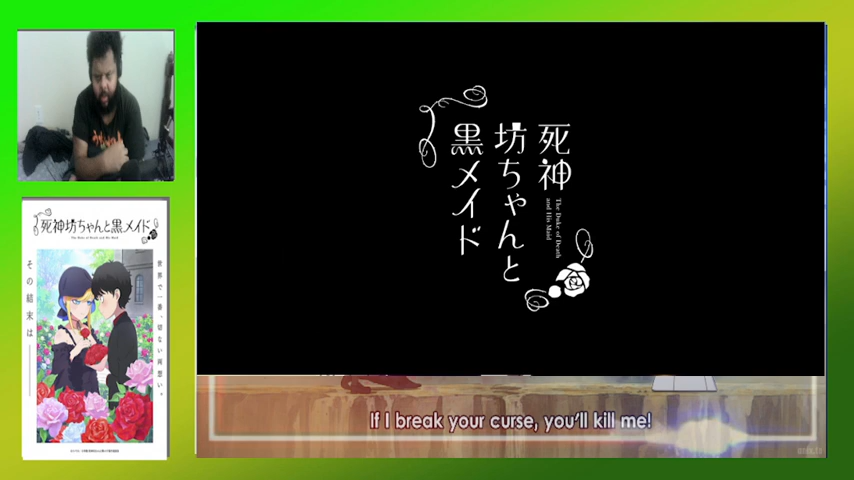 死神
坊ちゃんと
黒メイド
The Duke of Death
and His Maid
死神坊ちゃんと黒メイド
The Duke of Death and His Maid
世界で一番、切ない両想い。
その結末は
If I break your curse, you'll kill me!